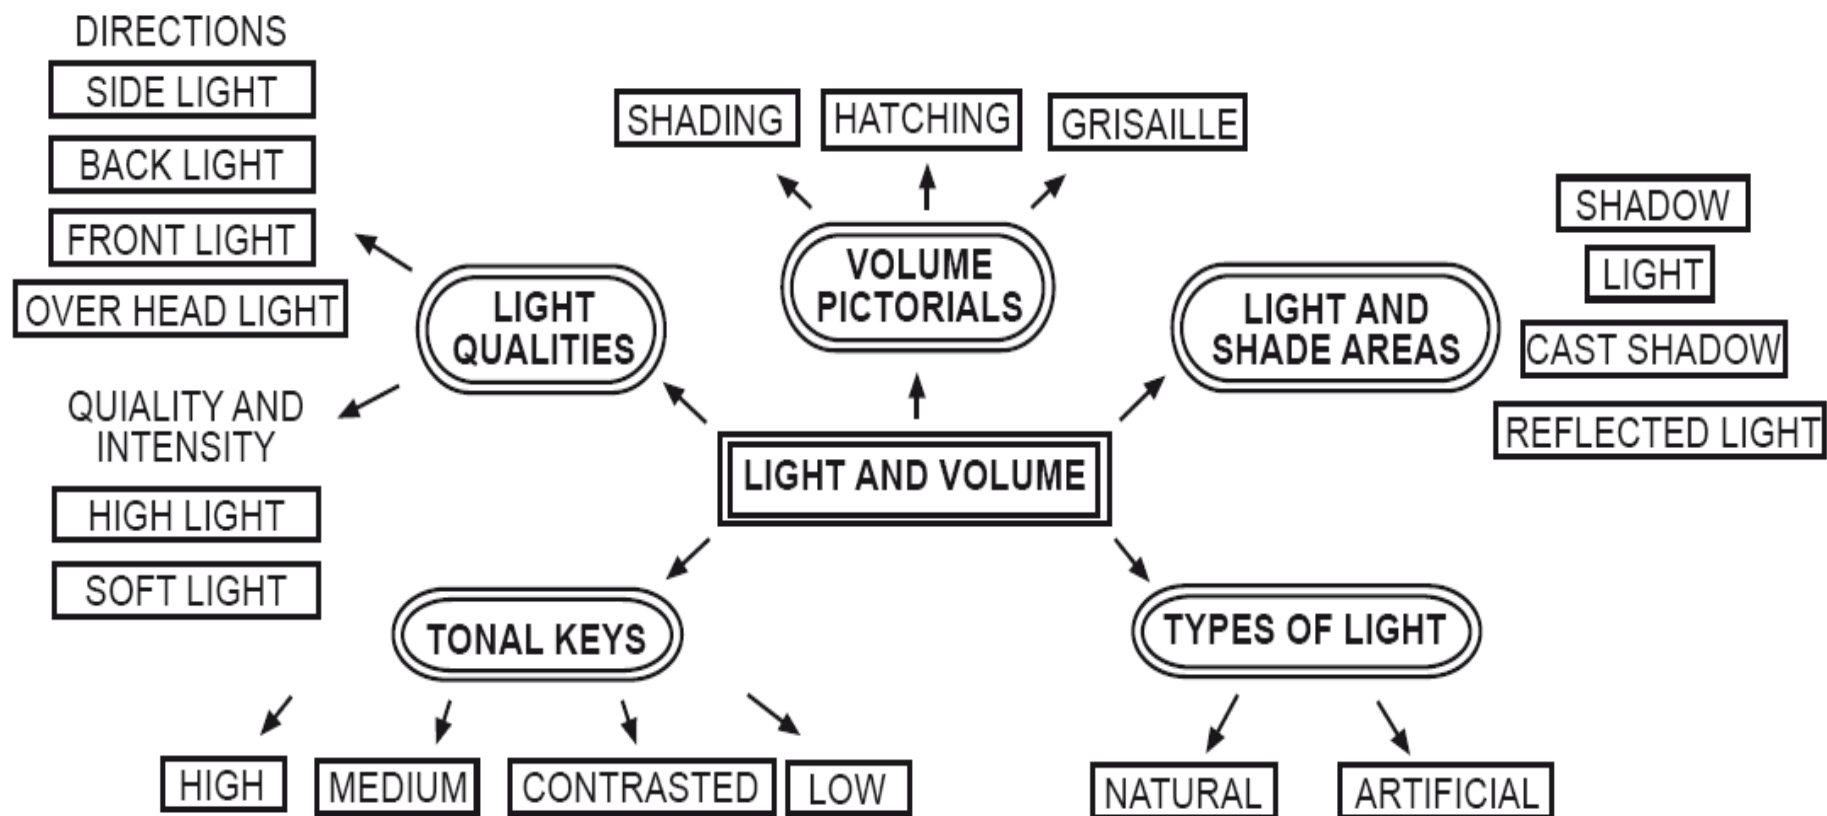 DIRECTIONS
SIDE LIGHT
BACK LIGHT
FRONT LIGHT
OVER HEAD LIGHT
QUIALITY AND
INTENSITY
HIGH LIGHT
SOFT LIGHT
LIGHT
QUALITIES
SHADING
HATCHING
GRISAILLE
VOLUME
PICTORIALS
LIGHT AND
SHADE AREAS
SHADOW
LIGHT
CAST SHADOW
REFLECTED LIGHT
LIGHT AND VOLUME
TONAL KEYS
HIGH
MEDIUM
CONTRASTED
LOW
TYPES OF LIGHT
NATURAL
ARTIFICIAL